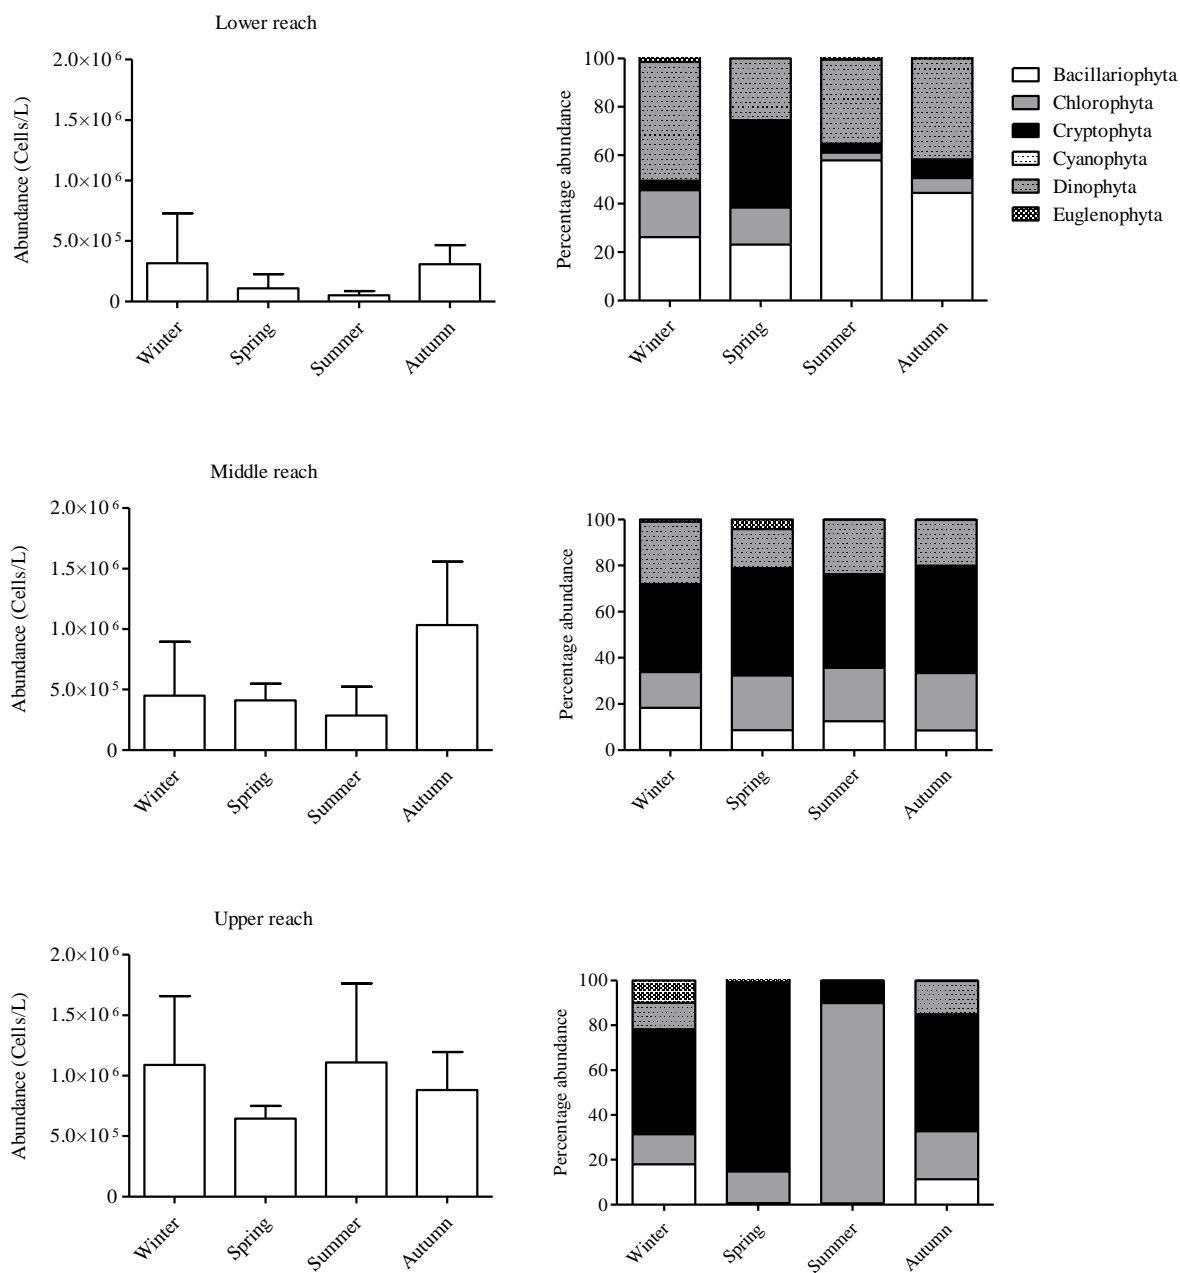 Lower reach
Abundance (Cells/L)
2.0×10⁶
1.5×10⁶
1.0×10⁶
5.0×10⁵
0
Winter
Spring
Summer
Autumn
Percentage abundance
100
80
60
40
20
0
Winter
Spring
Summer
Autumn
Bacillariophyta
Chlorophyta
Cryptophyta
Cyanophyta
Dinophyta
Euglenophyta
Middle reach
Abundance (Cells/L)
2.0×10⁶
1.5×10⁶
1.0×10⁶
5.0×10⁵
0
Winter
Spring
Summer
Autumn
Percentage abundance
100
80
60
40
20
0
Winter
Spring
Summer
Autumn
Upper reach
Abundance (Cells/L)
2.0×10⁶
1.5×10⁶
1.0×10⁶
5.0×10⁵
0
Winter
Spring
Summer
Autumn
Percentage abundance
100
80
60
40
20
0
Winter
Spring
Summer
Autumn